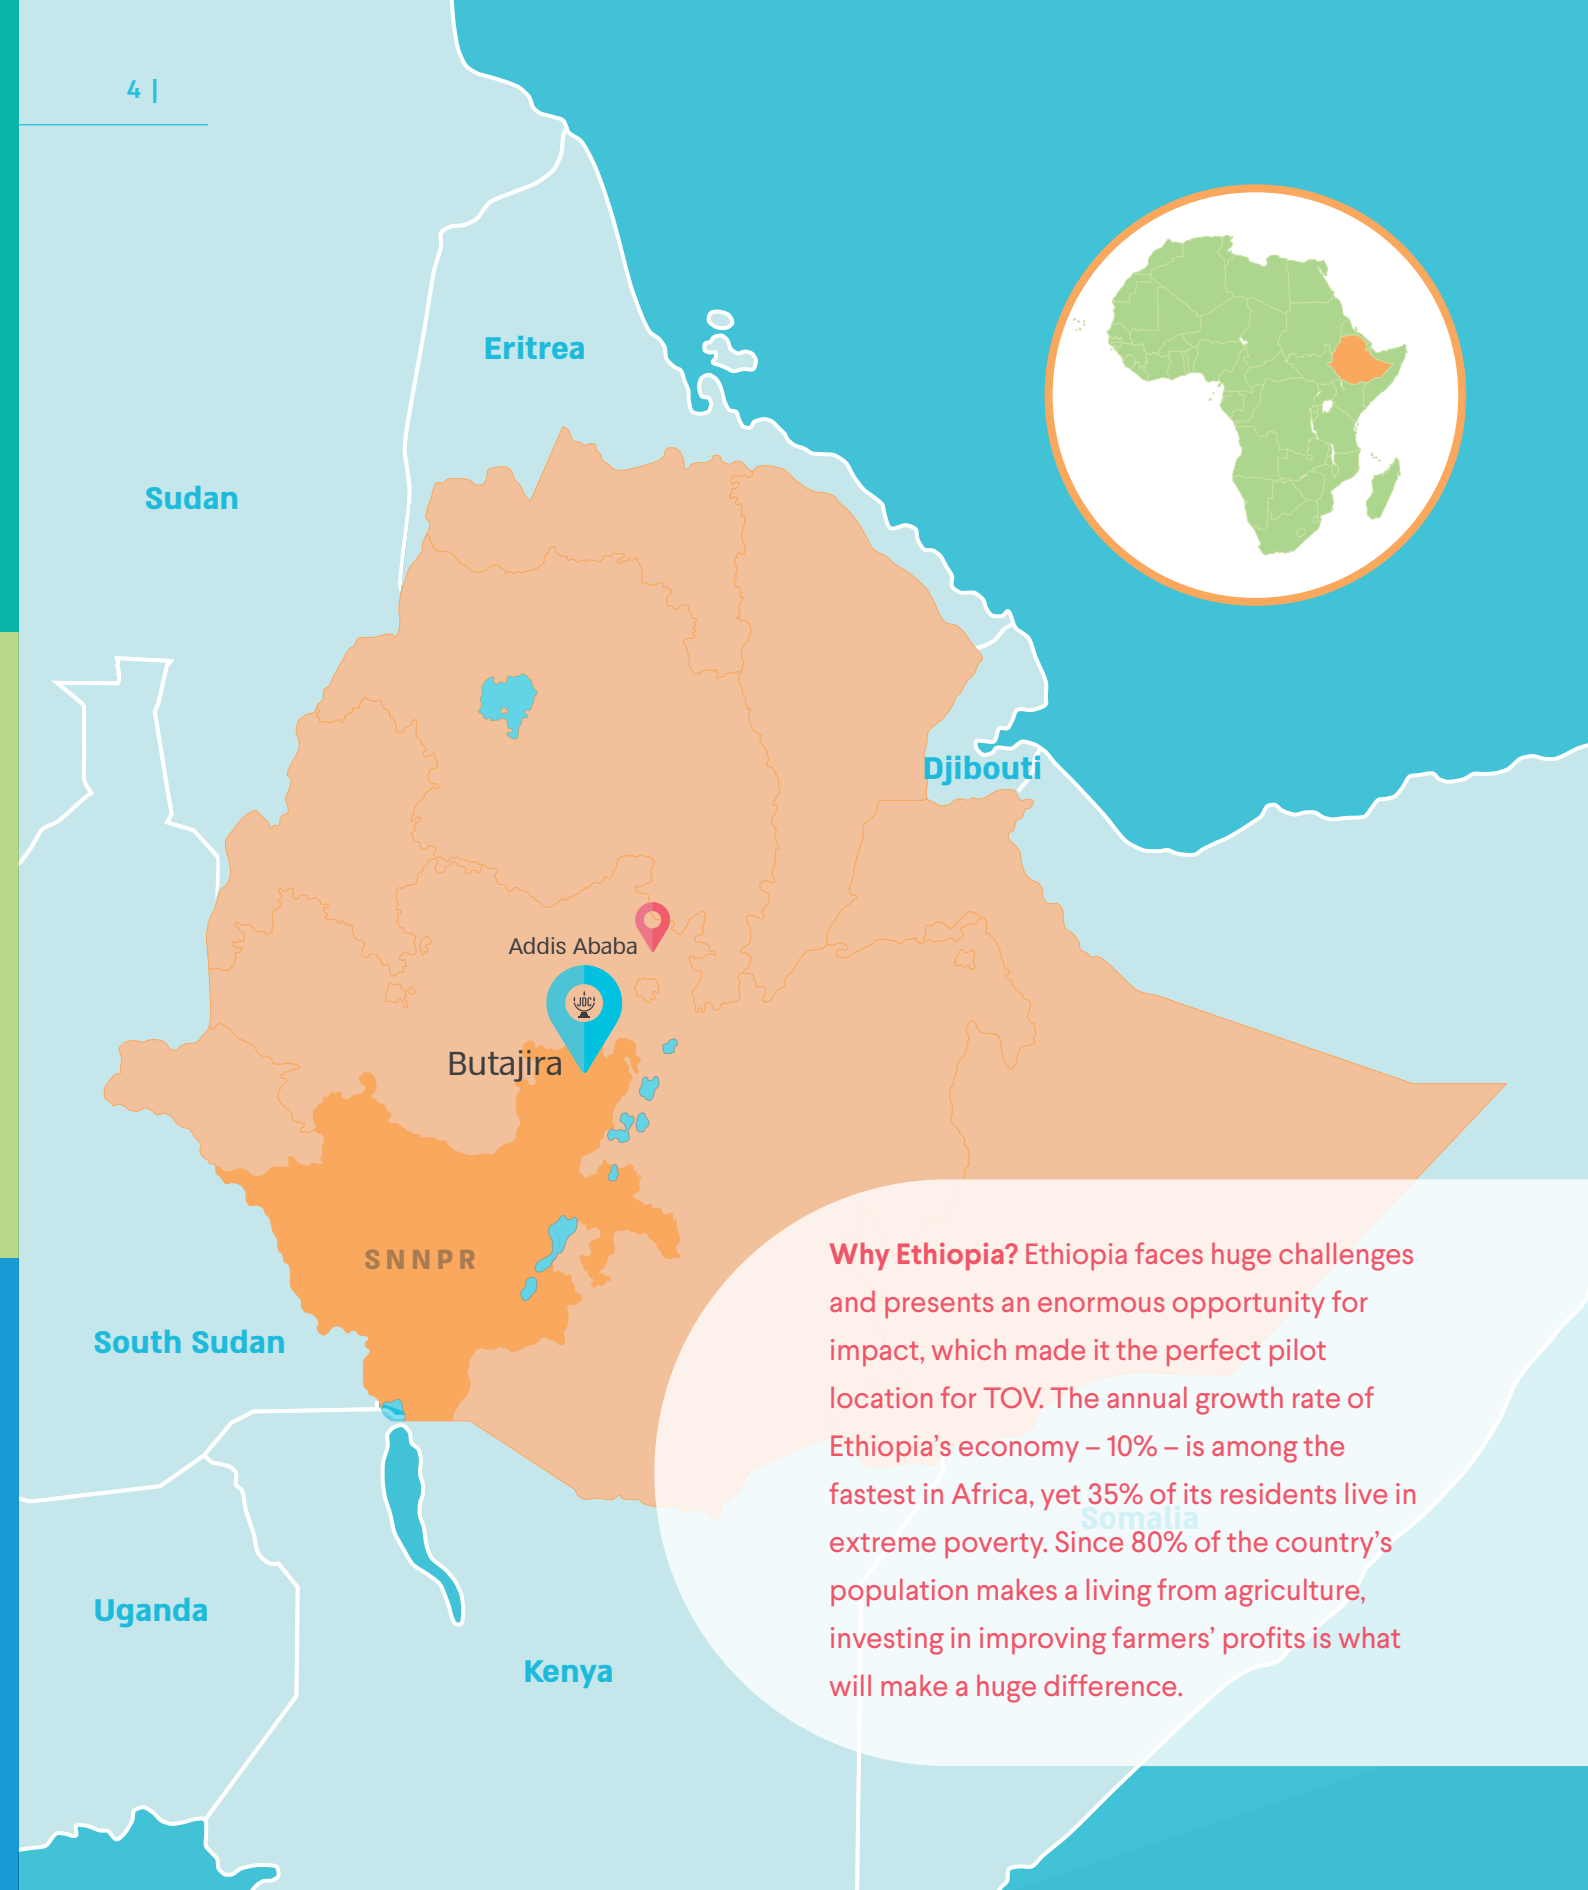 4 |
Eritrea
Sudan
Djibouti
Addis Ababa
JDC
Butajira
SNNPR
South Sudan
Why Ethiopia? Ethiopia faces huge challenges
and presents an enormous opportunity for
impact, which made it the perfect pilot
location for TOV. The annual growth rate of
Ethiopia’s economy – 10% – is among the
fastest in Africa, yet 35% of its residents live in
Somalia
extreme poverty. Since 80% of the country’s
population makes a living from agriculture,
investing in improving farmers’ profits is what
will make a huge difference.
Uganda
Kenya